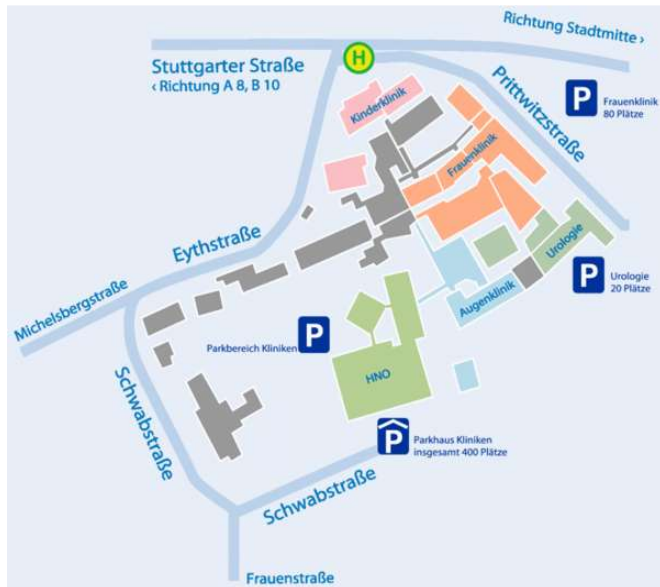 Richtung Stadtmitte ›
Stuttgarter Straße
‹ Richtung A 8, B 10
H
Prittwitzstraße
P
Frauenklinik
80 Plätze
Kinderklinik
Frauenklinik
Eythstraße
Urologie
P
Urologie
20 Plätze
Augenklinik
Michelsbergstraße
Parkbereich Kliniken
P
HNO
Schwabstraße
P
Parkhaus Kliniken
insgesamt 400 Plätze
Schwabstraße
Frauenstraße